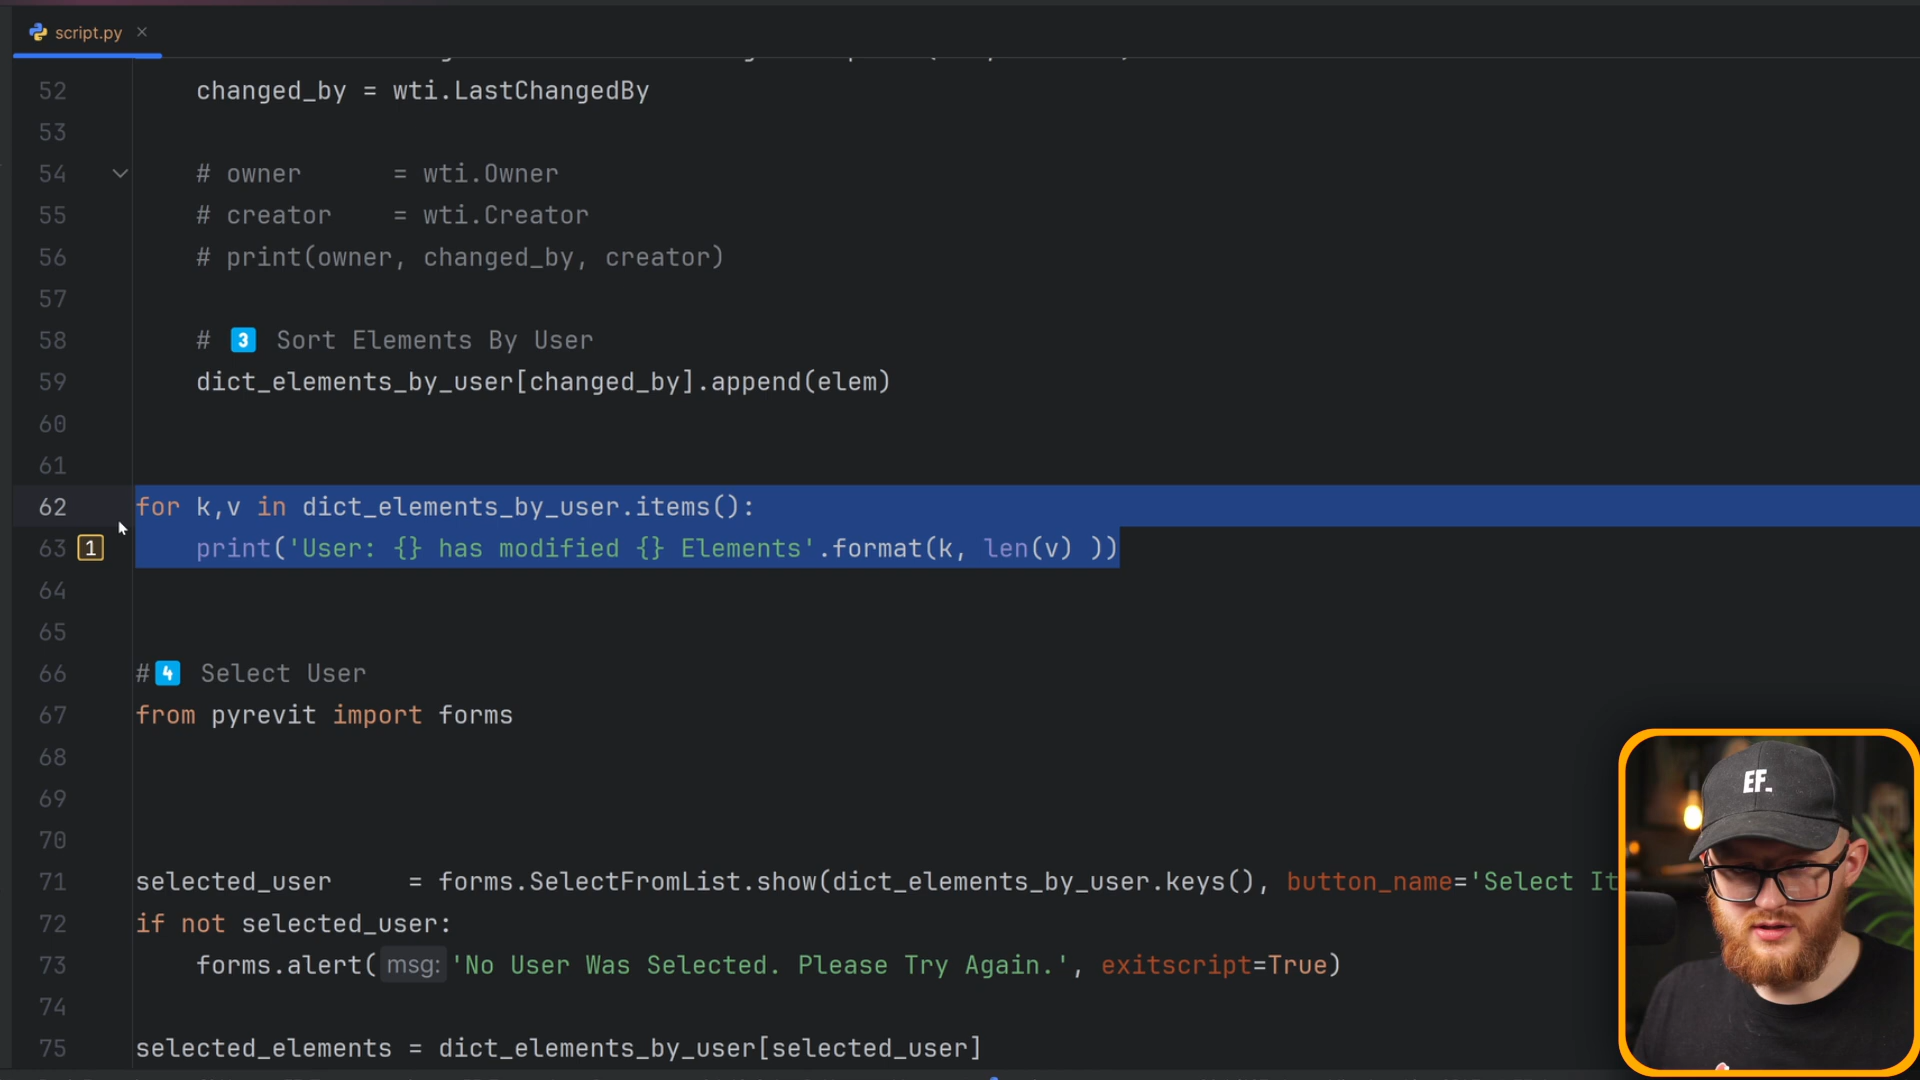 script.py
52 changed_by = wti.LastChangedBy
53
54 # owner = wti.Owner
55 # creator = wti.Creator
56 # print(owner, changed_by, creator)
57
58 # 3 Sort Elements By User
59 dict_elements_by_user[changed_by].append(elem)
60
61
62 for k,v in dict_elements_by_user.items():
63 1 print('User: {} has modified {} Elements'.format(k, len(v) ))
64
65
66 #4 Select User
67 from pyrevit import forms
68
69
70
71 selected_user = forms.SelectFromList.show(dict_elements_by_user.keys(), button_name='Select It
72 if not selected_user:
73 forms.alert( msg: 'No User Was Selected. Please Try Again.', exitscript=True)
74
75 selected_elements = dict_elements_by_user[selected_user]
EF.